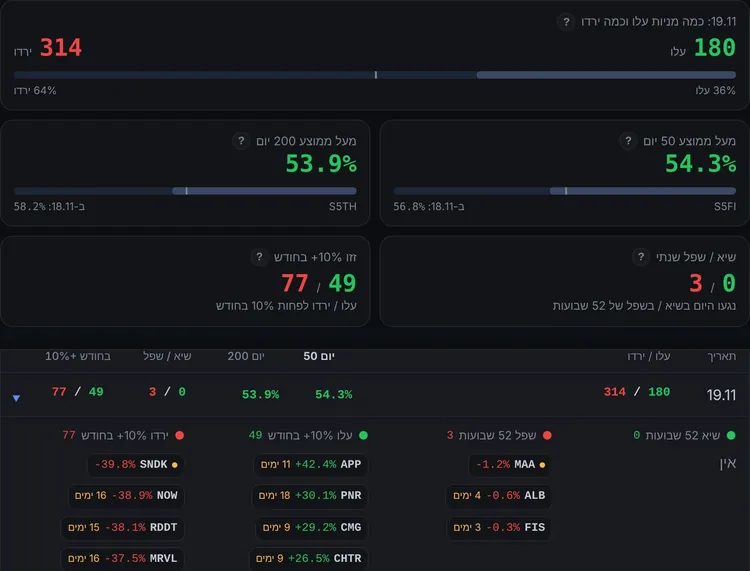 19.11: כמה מניות עלו וכמה ירדו ?
180 עלו 314 ירדו
36% עלו 64% ירדו
מעל ממוצע 50 יום ?
54.3%
S5FI ב-18.11: 56.8%
מעל ממוצע 200 יום ?
53.9%
S5TH ב-18.11: 58.2%
שיא / שפל שנתי ?
0 / 3
נגעו היום בשיא / בשפל של 52 שבועות
זזו 10%+ בחודש ?
49 / 77
עלו / ירדו לפחות 10% בחודש
תאריך עלו / ירדו 50 יום 200 יום שיא / שפל 10%+ בחודש
19.11 180 / 314 54.3% 53.9% 0 / 3 49 / 77 ▼
שיא 52 שבועות 0
אין
שפל 52 שבועות 3
MAA -1.2%
ALB -0.6% 4 ימים
FIS -0.3% 3 ימים
עלו 10%+ בחודש 49
APP +42.4% 11 ימים
PNR +30.1% 18 ימים
CMG +29.2% 9 ימים
CHTR +26.5% 9 ימים
ירדו 10%+ בחודש 77
SNDK -39.8%
NOW -38.9% 16 ימים
RDDT -38.1% 15 ימים
MRVL -37.5% 16 ימים